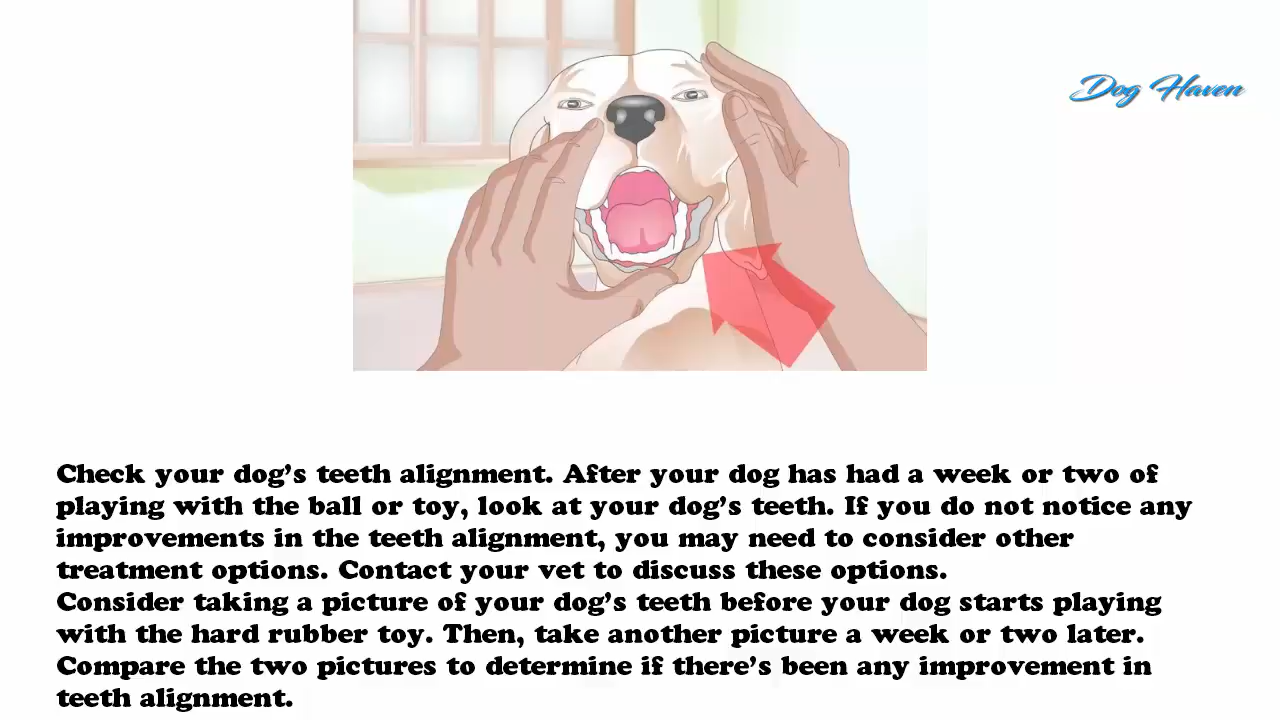 Dog Haven
Check your dog's teeth alignment. After your dog has had a week or two of
playing with the ball or toy, look at your dog's teeth. If you do not notice any
improvements in the teeth alignment, you may need to consider other
treatment options. Contact your vet to discuss these options.
Consider taking a picture of your dog's teeth before your dog starts playing
with the hard rubber toy. Then, take another picture a week or two later.
Compare the two pictures to determine if there's been any improvement in
teeth alignment.